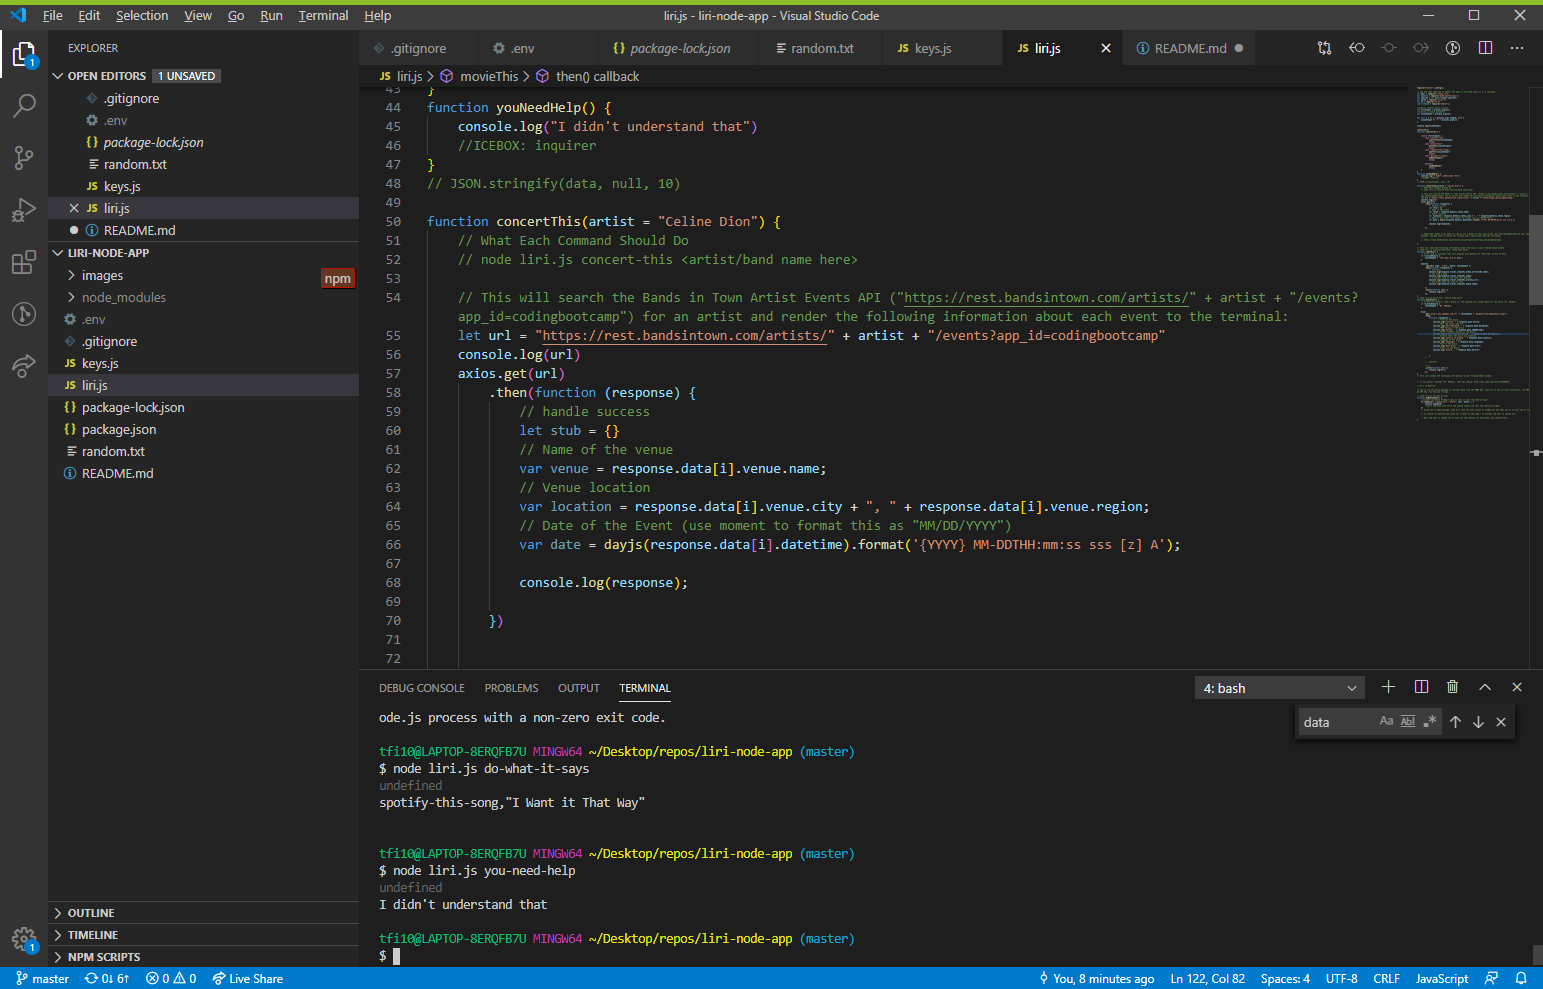 File Edit Selection View Go Run Terminal Help
liri.js - liri-node-app - Visual Studio Code
EXPLORER
OPEN EDITORS 1 UNSAVED
.gitignore
.env
package-lock.json
random.txt
keys.js
liri.js
README.md
LIRI-NODE-APP
images
npm
node_modules
.env
.gitignore
keys.js
liri.js
package-lock.json
package.json
random.txt
README.md
OUTLINE
TIMELINE
NPM SCRIPTS
.gitignore .env package-lock.json random.txt keys.js liri.js README.md
liri.js > movieThis > then() callback
43 }
44 function youNeedHelp() {
45 console.log("I didn't understand that")
46 //ICEBOX: inquirer
47 }
48 // JSON.stringify(data, null, 10)
49
50 function concertThis(artist = "Celine Dion") {
51 // What Each Command Should Do
52 // node liri.js concert-this <artist/band name here>
53
54 // This will search the Bands in Town Artist Events API ("https://rest.bandsintown.com/artists/" + artist + "/events?
app_id=codingbootcamp") for an artist and render the following information about each event to the terminal:
55 let url = "https://rest.bandsintown.com/artists/" + artist + "/events?app_id=codingbootcamp"
56 console.log(url)
57 axios.get(url)
58 .then(function (response) {
59 // handle success
60 let stub = {}
61 // Name of the venue
62 var venue = response.data[i].venue.name;
63 // Venue location
64 var location = response.data[i].venue.city + ", " + response.data[i].venue.region;
65 // Date of the Event (use moment to format this as "MM/DD/YYYY")
66 var date = dayjs(response.data[i].datetime).format('{YYYY} MM-DDTHH:mm:ss sss [z] A');
67
68 console.log(response);
69
70 })
71
72
DEBUG CONSOLE PROBLEMS OUTPUT TERMINAL
4: bash
data Aa Abl .*
ode.js process with a non-zero exit code.
tfi10@LAPTOP-8ERQFB7U MINGW64 ~/Desktop/repos/liri-node-app (master)
$ node liri.js do-what-it-says
undefined
spotify-this-song,"I Want it That Way"
tfi10@LAPTOP-8ERQFB7U MINGW64 ~/Desktop/repos/liri-node-app (master)
$ node liri.js you-need-help
undefined
I didn't understand that
tfi10@LAPTOP-8ERQFB7U MINGW64 ~/Desktop/repos/liri-node-app (master)
$
master 0↓ 6↑ 0 0 Live Share
You, 8 minutes ago Ln 122, Col 82 Spaces: 4 UTF-8 CRLF JavaScript